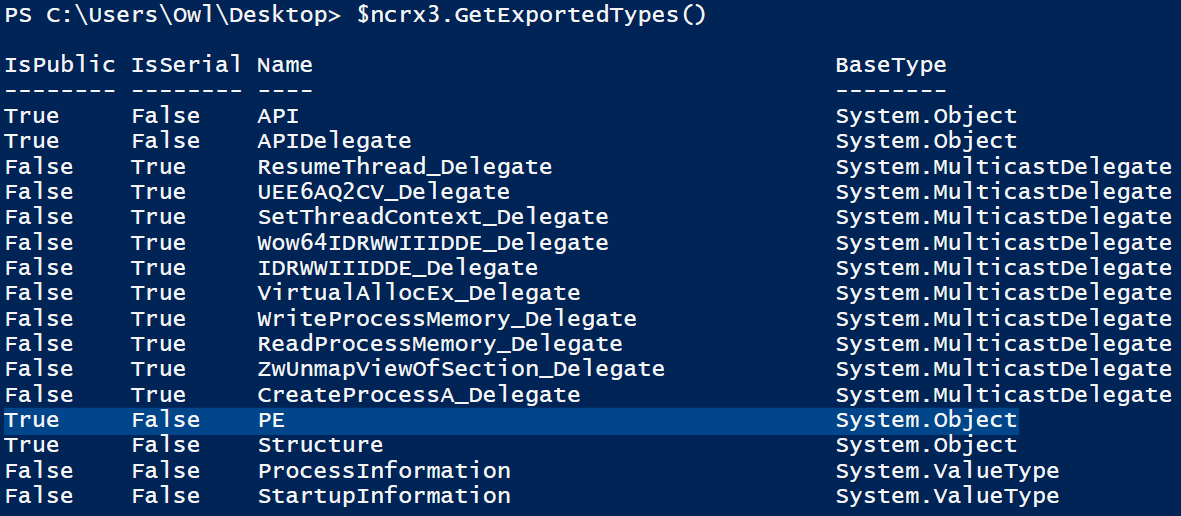 PS C:\Users\Owl\Desktop> $ncrx3.GetExportedTypes()
IsPublic IsSerial Name BaseType
-------- -------- ---- --------
True False API System.Object
True False APIDelegate System.Object
False True ResumeThread_Delegate System.MulticastDelegate
False True UEE6AQ2CV_Delegate System.MulticastDelegate
False True SetThreadContext_Delegate System.MulticastDelegate
False True Wow64IDRWWIIIDDE_Delegate System.MulticastDelegate
False True IDRWWIIIDDE_Delegate System.MulticastDelegate
False True VirtualAllocEx_Delegate System.MulticastDelegate
False True WriteProcessMemory_Delegate System.MulticastDelegate
False True ReadProcessMemory_Delegate System.MulticastDelegate
False True ZwUnmapViewOfSection_Delegate System.MulticastDelegate
False True CreateProcessA_Delegate System.MulticastDelegate
True False PE System.Object
True False Structure System.Object
False False ProcessInformation System.ValueType
False False StartupInformation System.ValueType